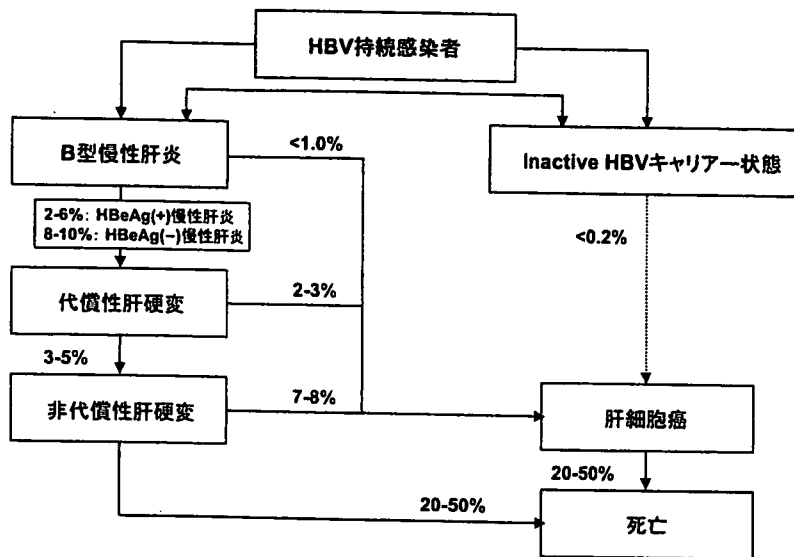 HBV持続感染者
B型慢性肝炎
<1.0%
Inactive HBVキャリアー状態
2-6%: HBeAg(+)慢性肝炎
8-10%: HBeAg(−)慢性肝炎
<0.2%
代償性肝硬変
2-3%
3-5%
非代償性肝硬変
7-8%
肝細胞癌
20-50%
20-50%
死亡